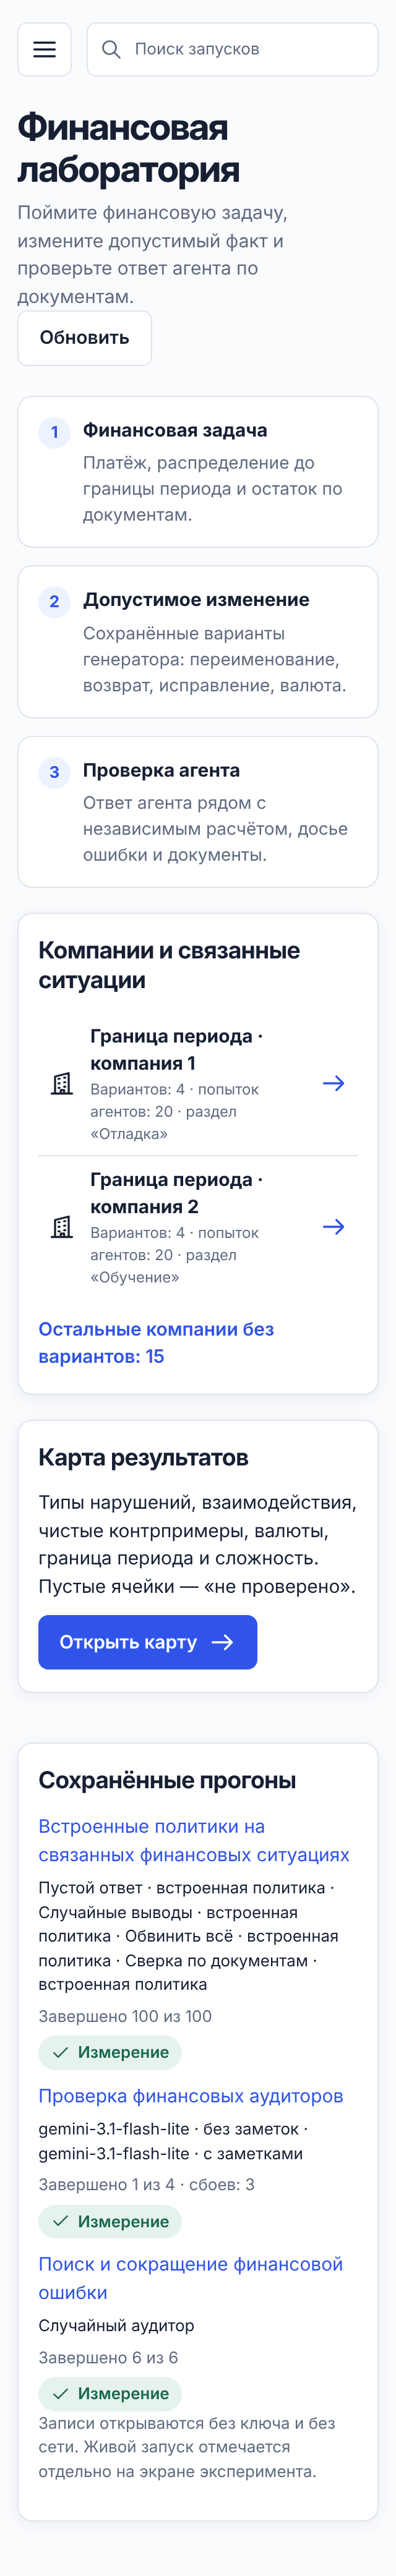 Поиск запусков
Финансовая
лаборатория
Поймите финансовую задачу,
измените допустимый факт и
проверьте ответ агента по
документам.
Обновить
1
Финансовая задача
Платёж, распределение до
границы периода и остаток по
документам.
2
Допустимое изменение
Сохранённые варианты
генератора: переименование,
возврат, исправление, валюта.
3
Проверка агента
Ответ агента рядом с
независимым расчётом, досье
ошибки и документы.
Компании и связанные
ситуации
Граница периода ·
компания 1
Вариантов: 4 · попыток
агентов: 20 · раздел
«Отладка»
Граница периода ·
компания 2
Вариантов: 4 · попыток
агентов: 20 · раздел
«Обучение»
Остальные компании без
вариантов: 15
Карта результатов
Типы нарушений, взаимодействия,
чистые контрпримеры, валюты,
граница периода и сложность.
Пустые ячейки — «не проверено».
Открыть карту
Сохранённые прогоны
Встроенные политики на
связанных финансовых ситуациях
Пустой ответ · встроенная политика ·
Случайные выводы · встроенная
политика · Обвинить всё · встроенная
политика · Сверка по документам ·
встроенная политика
Завершено 100 из 100
Измерение
Проверка финансовых аудиторов
gemini-3.1-flash-lite · без заметок ·
gemini-3.1-flash-lite · с заметками
Завершено 1 из 4 · сбоев: 3
Измерение
Поиск и сокращение финансовой
ошибки
Случайный аудитор
Завершено 6 из 6
Измерение
Записи открываются без ключа и без
сети. Живой запуск отмечается
отдельно на экране эксперимента.